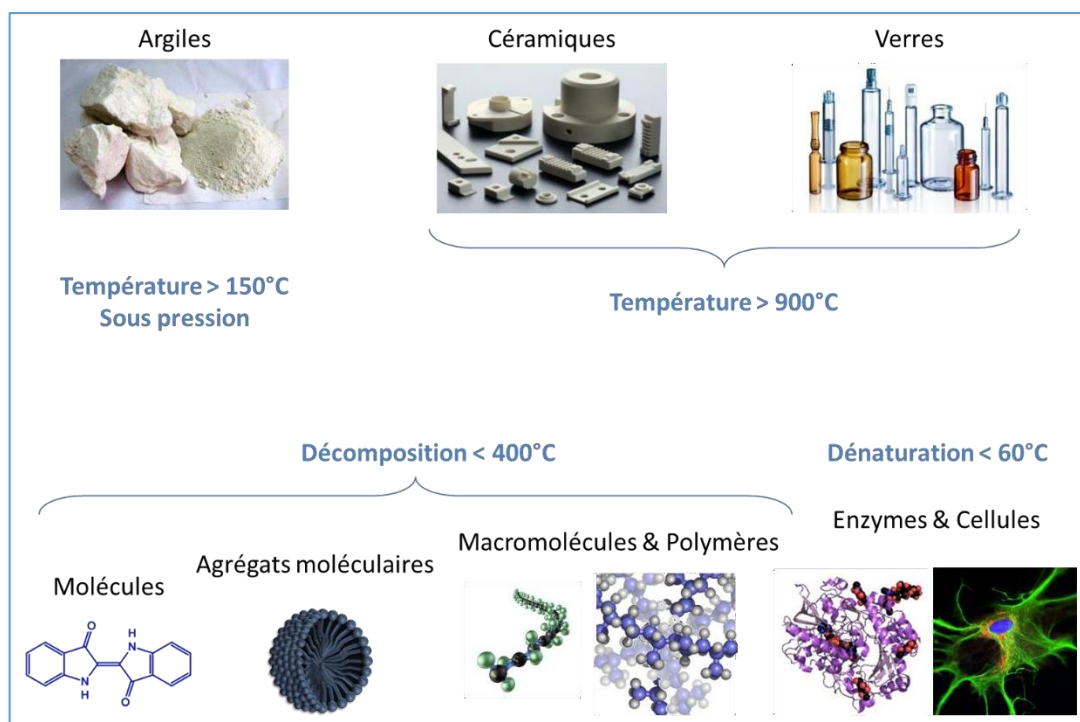 Argiles
Céramiques
Verres
Température > 150°C
Sous pression
Température > 900°C
Décomposition < 400°C
Dénaturation < 60°C
Molécules
Agrégats moléculaires
Macromolécules & Polymères
Enzymes & Cellules
O
H
N
N
H
O